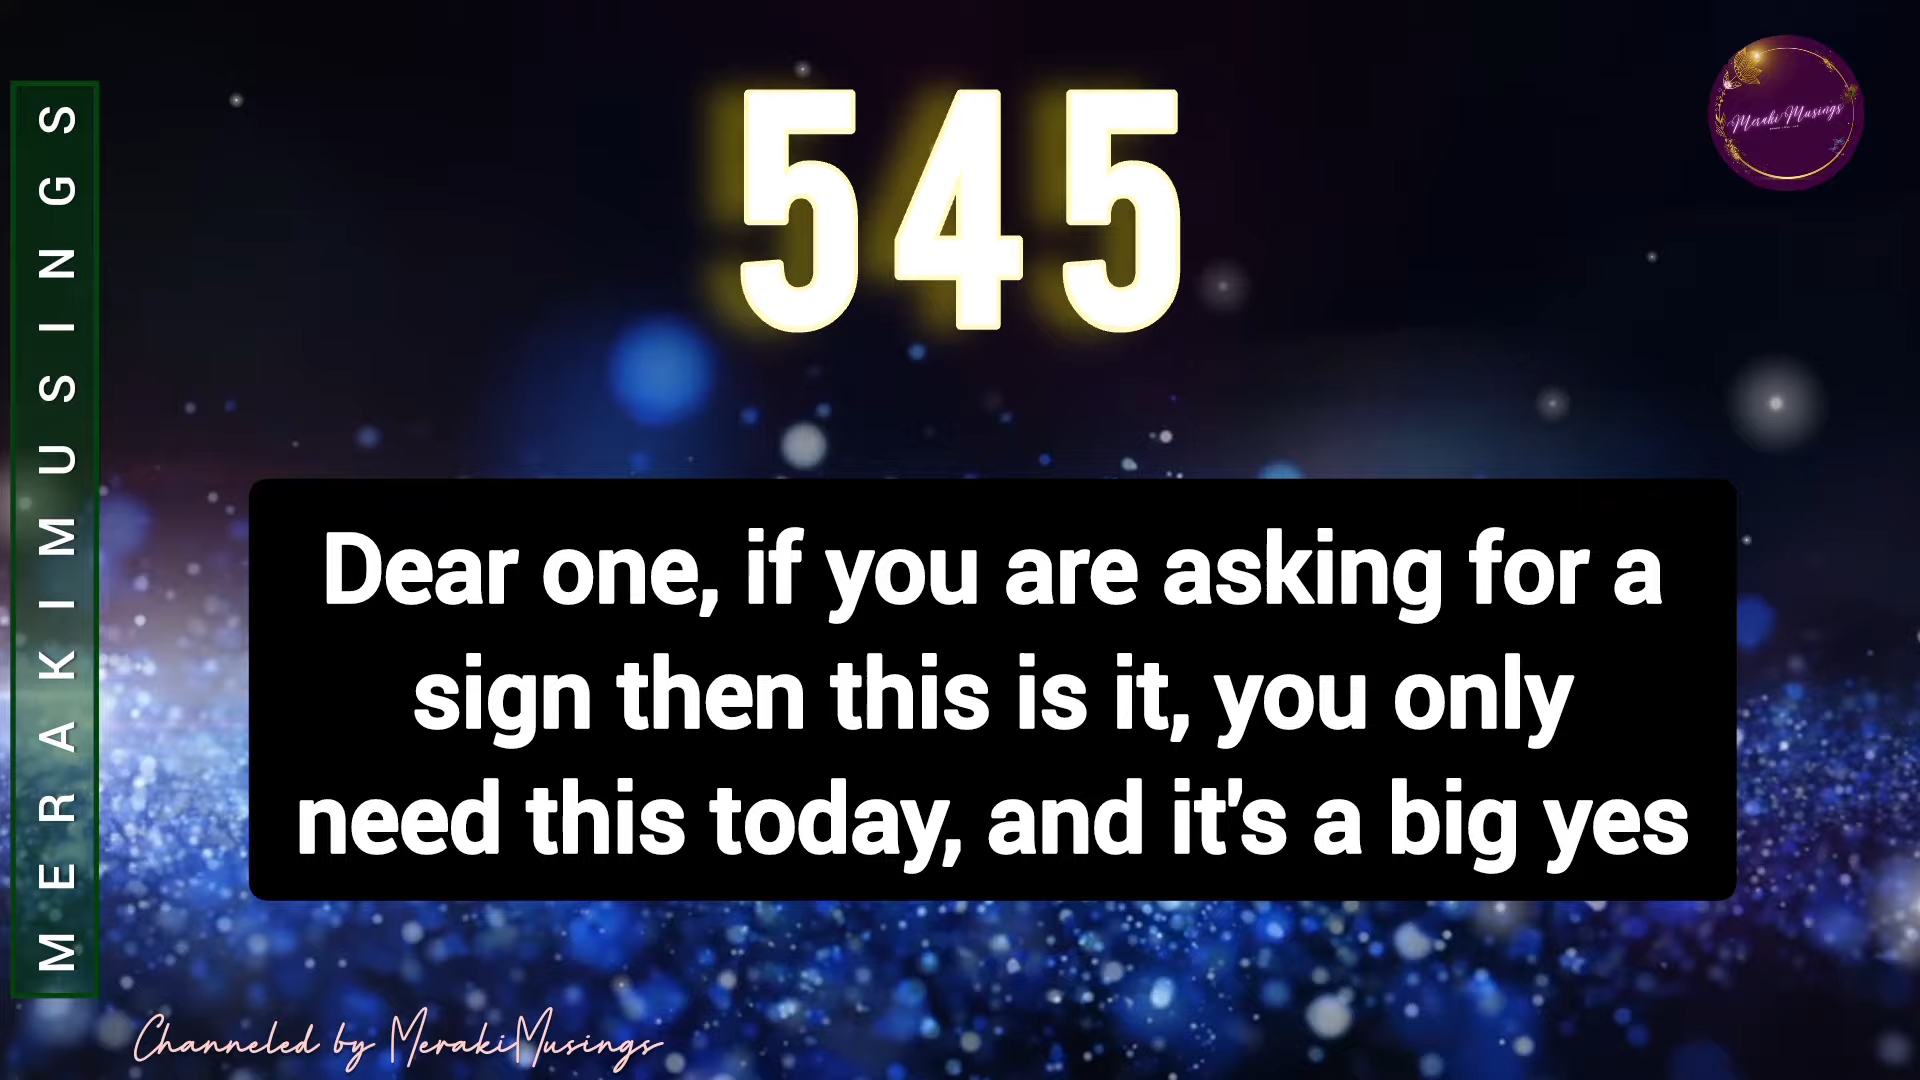 545
MERAKIMUSINGS
Meraki Musings
Dear one, if you are asking for a
sign then this is it, you only
need this today, and it's a big yes
Channeled by MerakiMusings